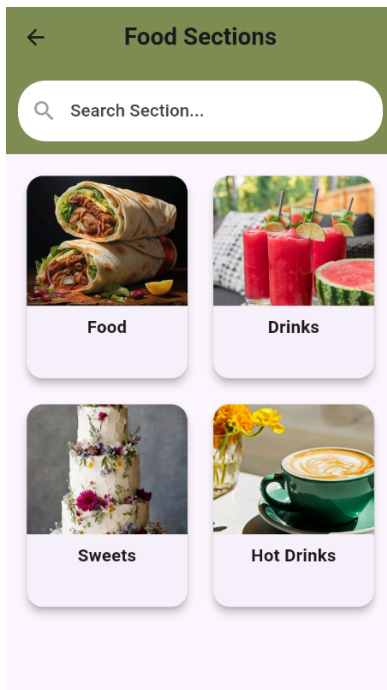 Food Sections
Search Section...
Food
Drinks
Sweets
Hot Drinks